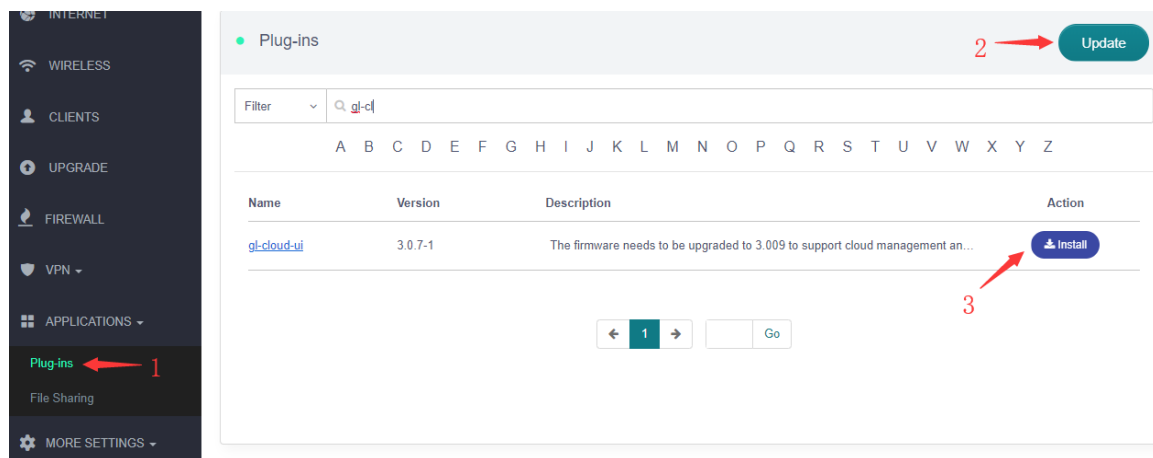 INTERNET
WIRELESS
CLIENTS
UPGRADE
FIREWALL
VPN
APPLICATIONS
Plug-ins 1
File Sharing
MORE SETTINGS
Plug-ins 2 Update
Filter gl-cl
A B C D E F G H I J K L M N O P Q R S T U V W X Y Z
Name Version Description Action
gl-cloud-ui 3.0.7-1 The firmware needs to be upgraded to 3.009 to support cloud management an... Install
3
1 Go